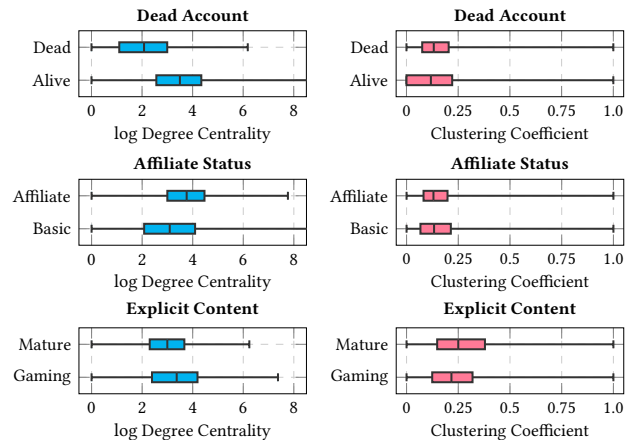 Dead Account
Dead Account
Dead
Alive
0 2 4 6 8
log Degree Centrality
Dead
Alive
0 0.25 0.5 0.75 1.0
Clustering Coefficient
Affiliate Status
Affiliate Status
Affiliate
Basic
0 2 4 6 8
log Degree Centrality
Affiliate
Basic
0 0.25 0.5 0.75 1.0
Clustering Coefficient
Explicit Content
Explicit Content
Mature
Gaming
0 2 4 6 8
log Degree Centrality
Mature
Gaming
0 0.25 0.5 0.75 1.0
Clustering Coefficient